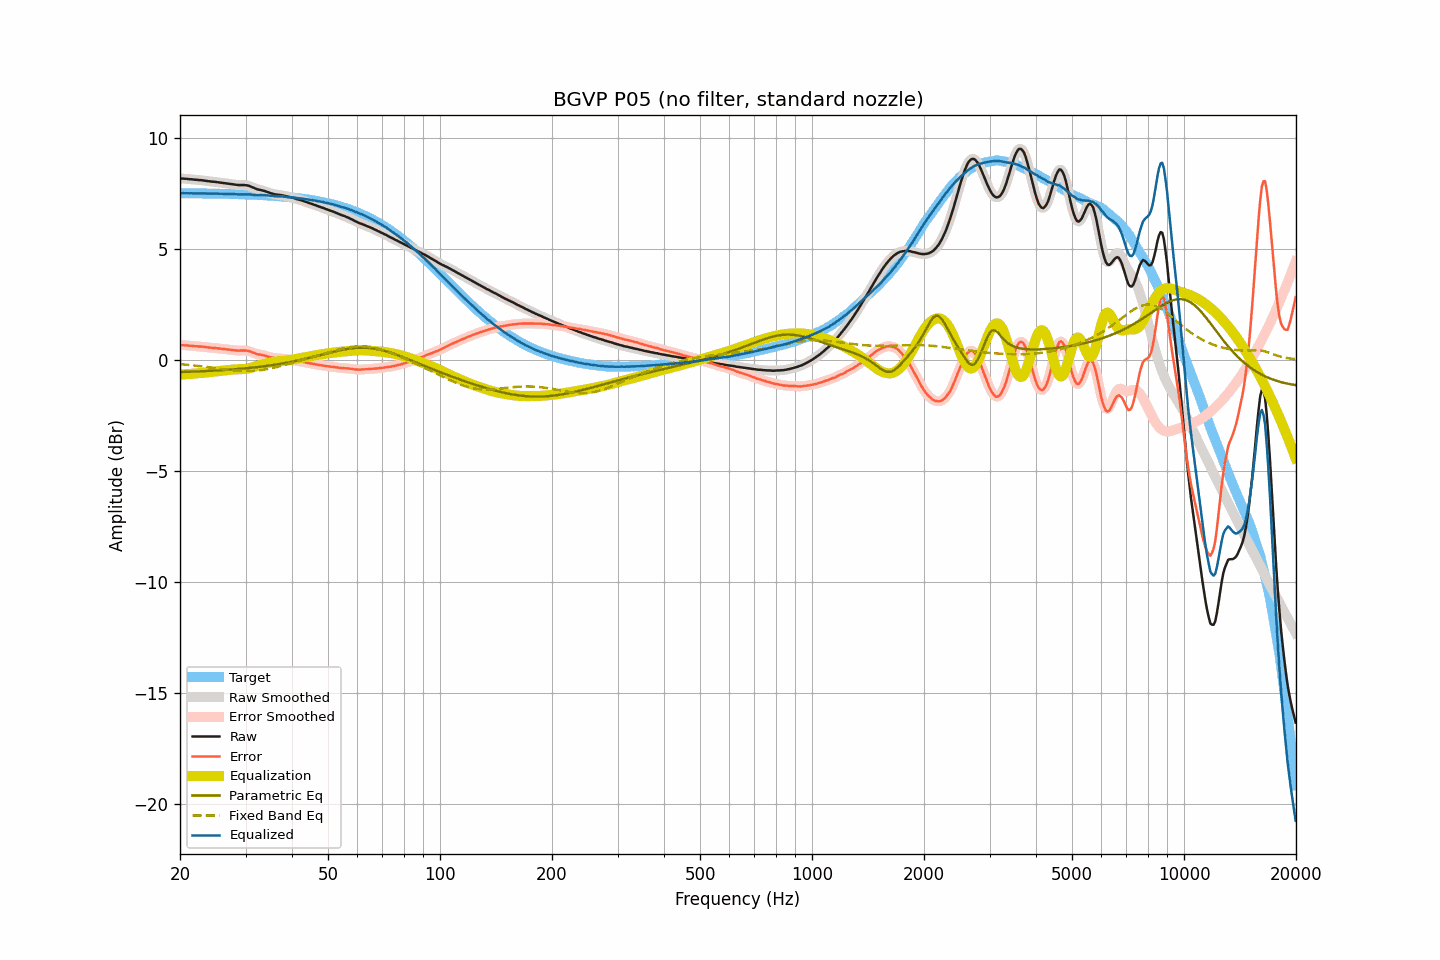 BGVP P05 (no filter, standard nozzle)
10
5
0
−5
−10
−15
−20
Amplitude (dBr)
Target
Raw Smoothed
Error Smoothed
Raw
Error
Equalization
Parametric Eq
Fixed Band Eq
Equalized
20 50 100 200 500 1000 2000 5000 10000 20000
Frequency (Hz)